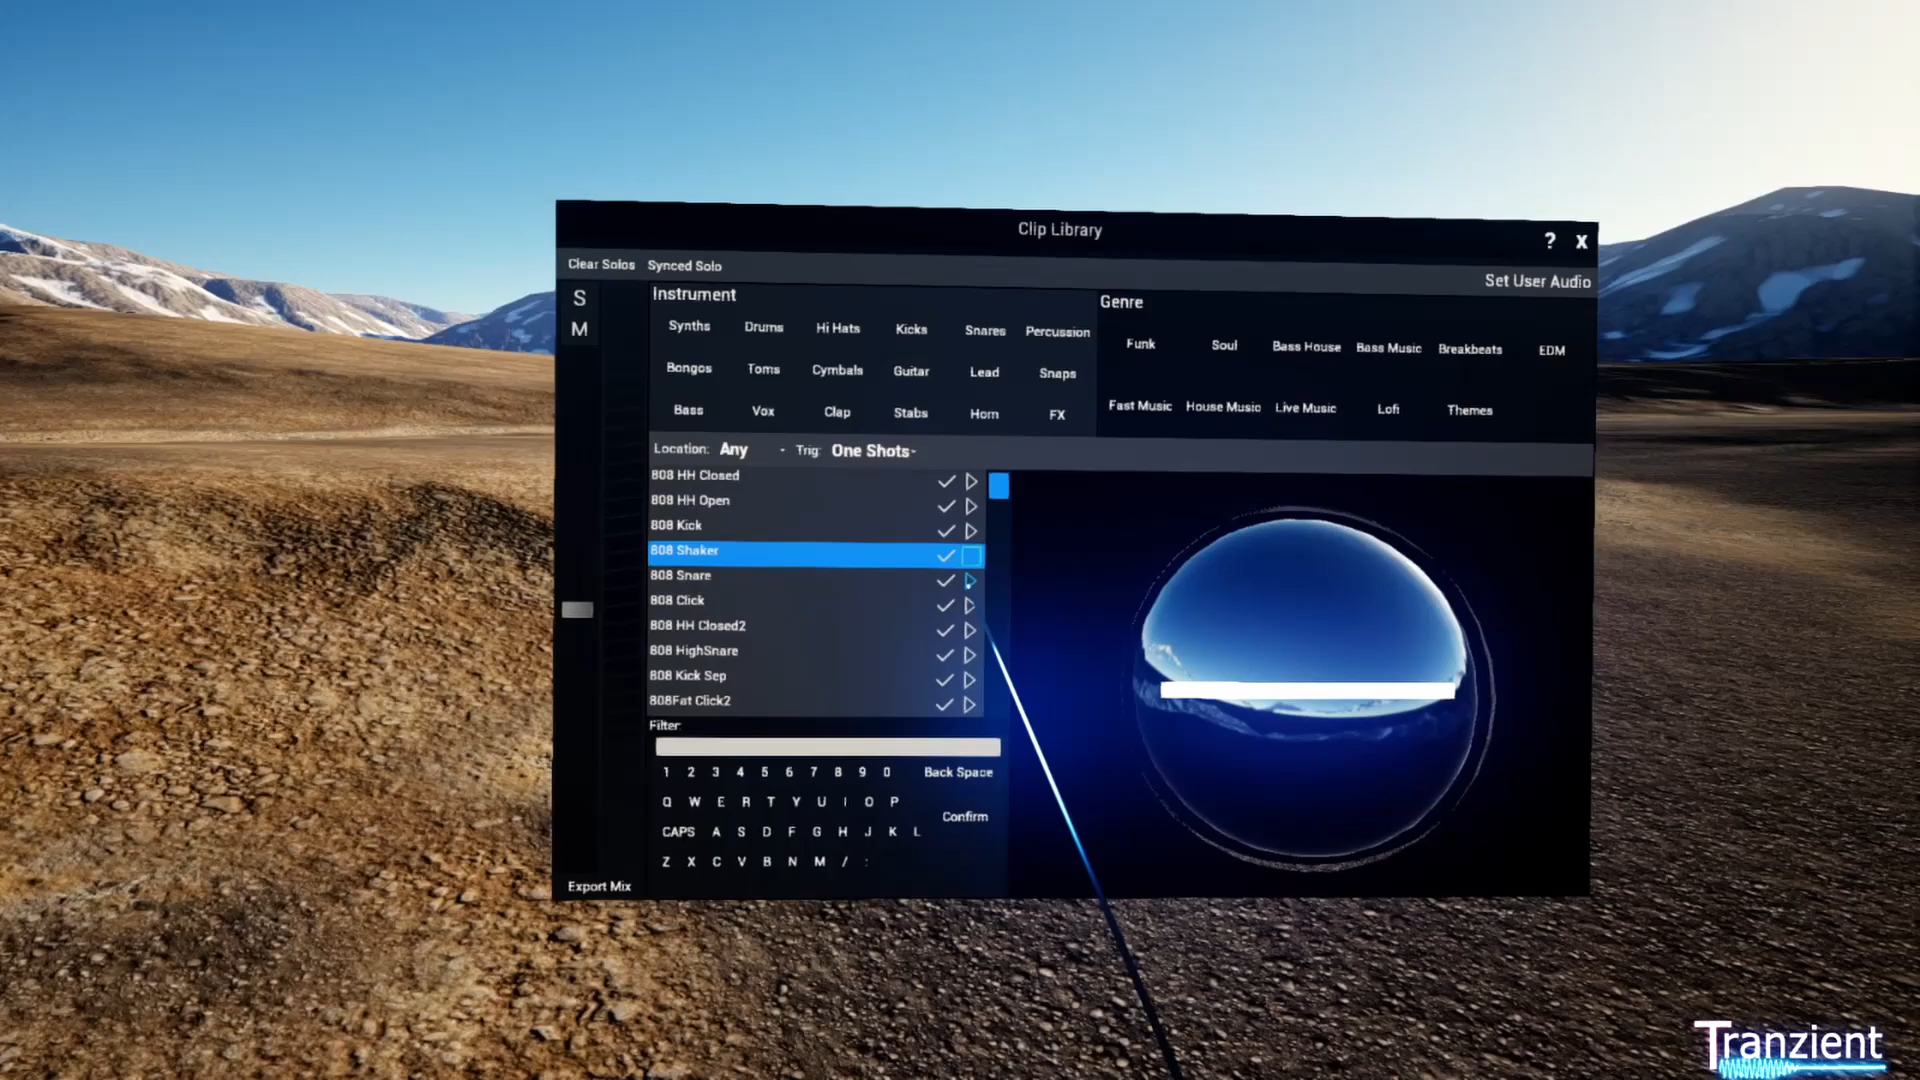 Clip Library
? X
Clear Solos Synced Solo
Set User Audio
S
M
Instrument
Synths Drums Hi Hats Kicks Snares Percussion
Bongos Toms Cymbals Guitar Lead Snaps
Bass Vox Clap Stabs Horn FX
Genre
Funk Soul Bass House Bass Music Breakbeats EDM
Fast Music House Music Live Music Lofi Themes
Location: Any - Trig: One Shots-
808 HH Closed
808 HH Open
808 Kick
808 Shaker
808 Snare
808 Click
808 HH Closed2
808 HighSnare
808 Kick Sep
808Fat Click2
Filter:
1 2 3 4 5 6 7 8 9 0 Back Space
Q W E R T Y U I O P
Confirm
CAPS A S D F G H J K L
Z X C V B N M / :
Export Mix
Tranzient